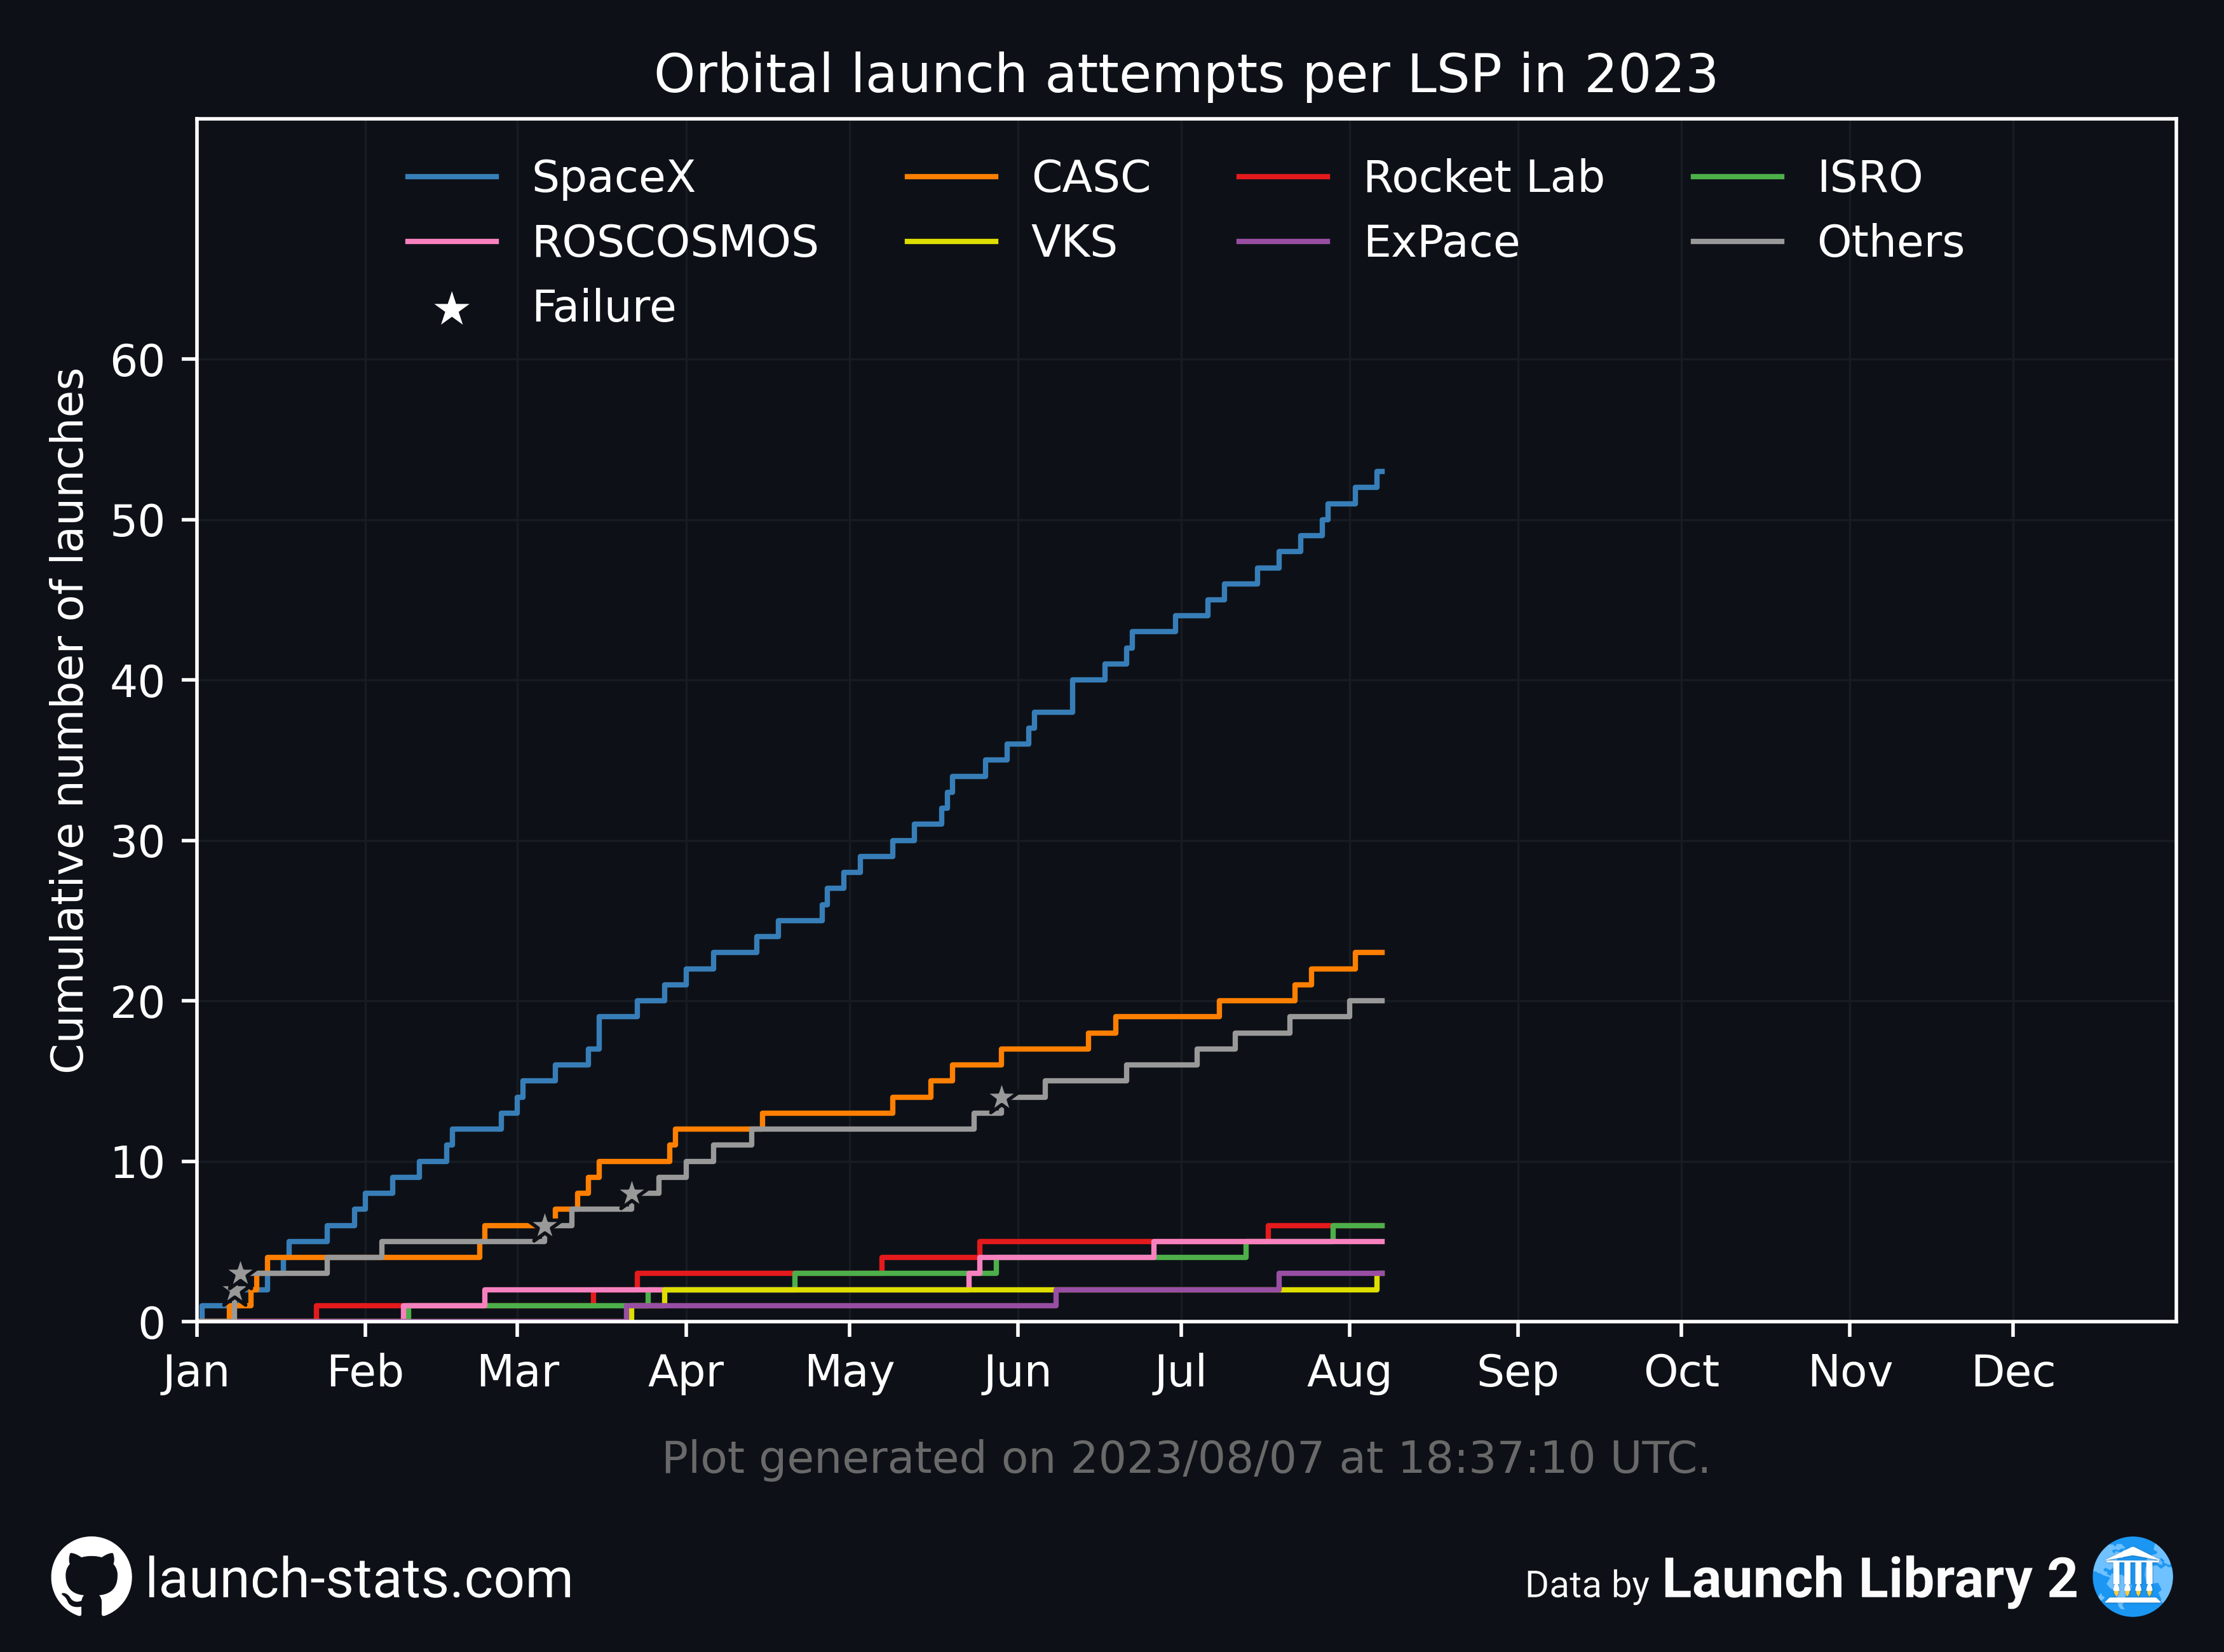 Orbital launch attempts per LSP in 2023
SpaceX CASC Rocket Lab ISRO
ROSCOSMOS VKS ExPace Others
Failure
Cumulative number of launches
60
50
40
30
20
10
0
Jan Feb Mar Apr May Jun Jul Aug Sep Oct Nov Dec
Plot generated on 2023/08/07 at 18:37:10 UTC.
launch-stats.com
Data by Launch Library 2